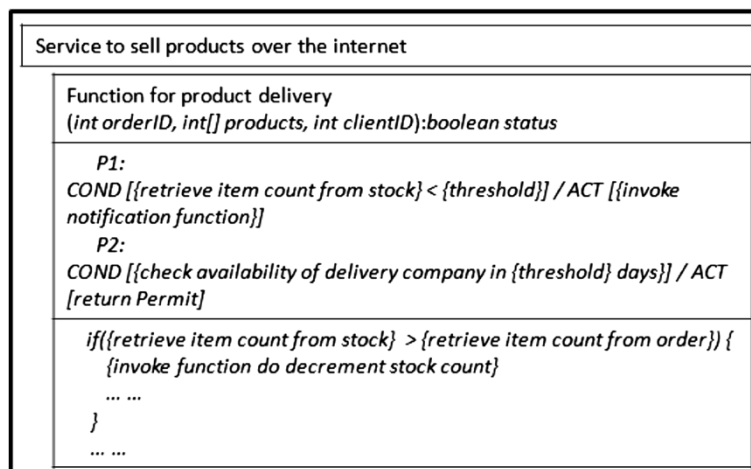 Service to sell products over the internet
Function for product delivery
(int orderID, int[] products, int clientID):boolean status
P1:
COND [{retrieve item count from stock} < {threshold}] / ACT [{invoke
notification function}]
P2:
COND [{check availability of delivery company in {threshold} days}] / ACT
[return Permit]
if({retrieve item count from stock} > {retrieve item count from order}) {
{invoke function do decrement stock count}
... ...
}
... ...